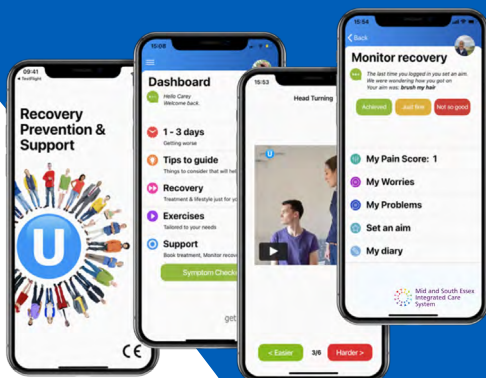 09:41
TestFlight
Recovery
Prevention &
Support
U
CE
15:06
Dashboard
Hello Carey
Welcome back.
1 - 3 days
Getting worse
Tips to guide
Things to consider that will hel
Recovery
Treatment & lifestyle just for yo
Exercises
Tailored to your needs
Support
Book treatment, Monitor recov
Symptom Check
get
15:53
Head Turning
U
< Easier
3/6
Harder >
15:54
< Back
Monitor recovery
The last time you logged in you set an aim.
We were wondering how you got on
Your aim was: brush my hair
Achieved
Just fine
Not so good
My Pain Score: 1
My Worries
My Problems
Set an aim
My diary
Mid and South Essex
Integrated Care
System